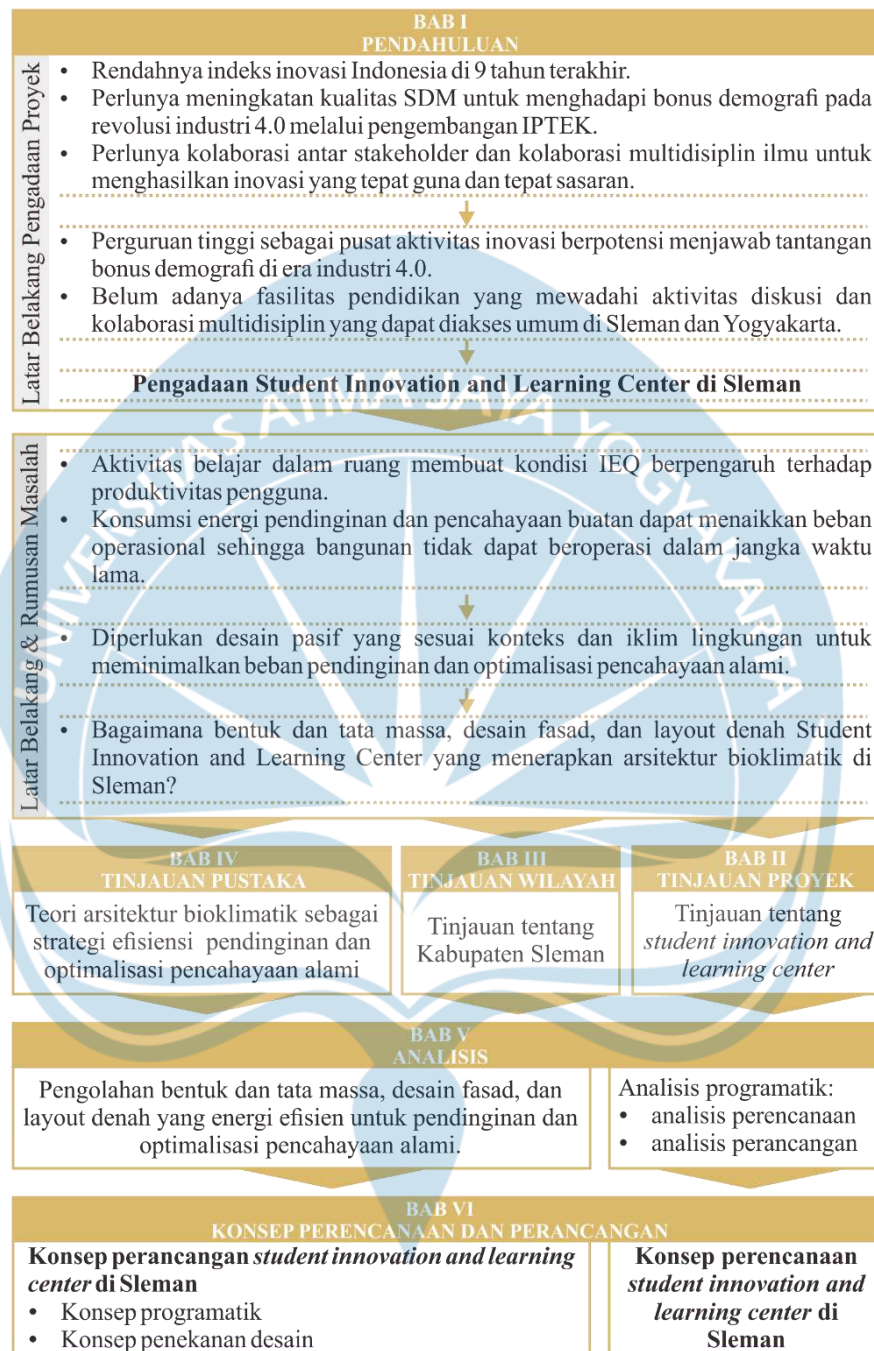 BAB I
PENDAHULUAN
Latar Belakang Pengadaan Proyek
• Rendahnya indeks inovasi Indonesia di 9 tahun terakhir.
• Perlunya meningkatan kualitas SDM untuk menghadapi bonus demografi pada
revolusi industri 4.0 melalui pengembangan IPTEK.
• Perlunya kolaborasi antar stakeholder dan kolaborasi multidisiplin ilmu untuk
menghasilkan inovasi yang tepat guna dan tepat sasaran.
• Perguruan tinggi sebagai pusat aktivitas inovasi berpotensi menjawab tantangan
bonus demografi di era industri 4.0.
• Belum adanya fasilitas pendidikan yang mewadahi aktivitas diskusi dan
kolaborasi multidisiplin yang dapat diakses umum di Sleman dan Yogyakarta.
Pengadaan Student Innovation and Learning Center di Sleman
UNIVERSITAS ATMA JAYA YOGYAKARTA
Latar Belakang & Rumusan Masalah
• Aktivitas belajar dalam ruang membuat kondisi IEQ berpengaruh terhadap
produktivitas pengguna.
• Konsumsi energi pendinginan dan pencahayaan buatan dapat menaikkan beban
operasional sehingga bangunan tidak dapat beroperasi dalam jangka waktu
lama.
• Diperlukan desain pasif yang sesuai konteks dan iklim lingkungan untuk
meminimalkan beban pendinginan dan optimalisasi pencahayaan alami.
• Bagaimana bentuk dan tata massa, desain fasad, dan layout denah Student
Innovation and Learning Center yang menerapkan arsitektur bioklimatik di
Sleman?
BAB IV
TINJAUAN PUSTAKA
Teori arsitektur bioklimatik sebagai
strategi efisiensi pendinginan dan
optimalisasi pencahayaan alami
BAB III
TINJAUAN WILAYAH
Tinjauan tentang
Kabupaten Sleman
BAB II
TINJAUAN PROYEK
Tinjauan tentang
student innovation and
learning center
BAB V
ANALISIS
Pengolahan bentuk dan tata massa, desain fasad, dan
layout denah yang energi efisien untuk pendinginan dan
optimalisasi pencahayaan alami.
Analisis programatik:
• analisis perencanaan
• analisis perancangan
BAB VI
KONSEP PERENCANAAN DAN PERANCANGAN
Konsep perancangan student innovation and learning
center di Sleman
• Konsep programatik
• Konsep penekanan desain
Konsep perencanaan
student innovation and
learning center di
Sleman